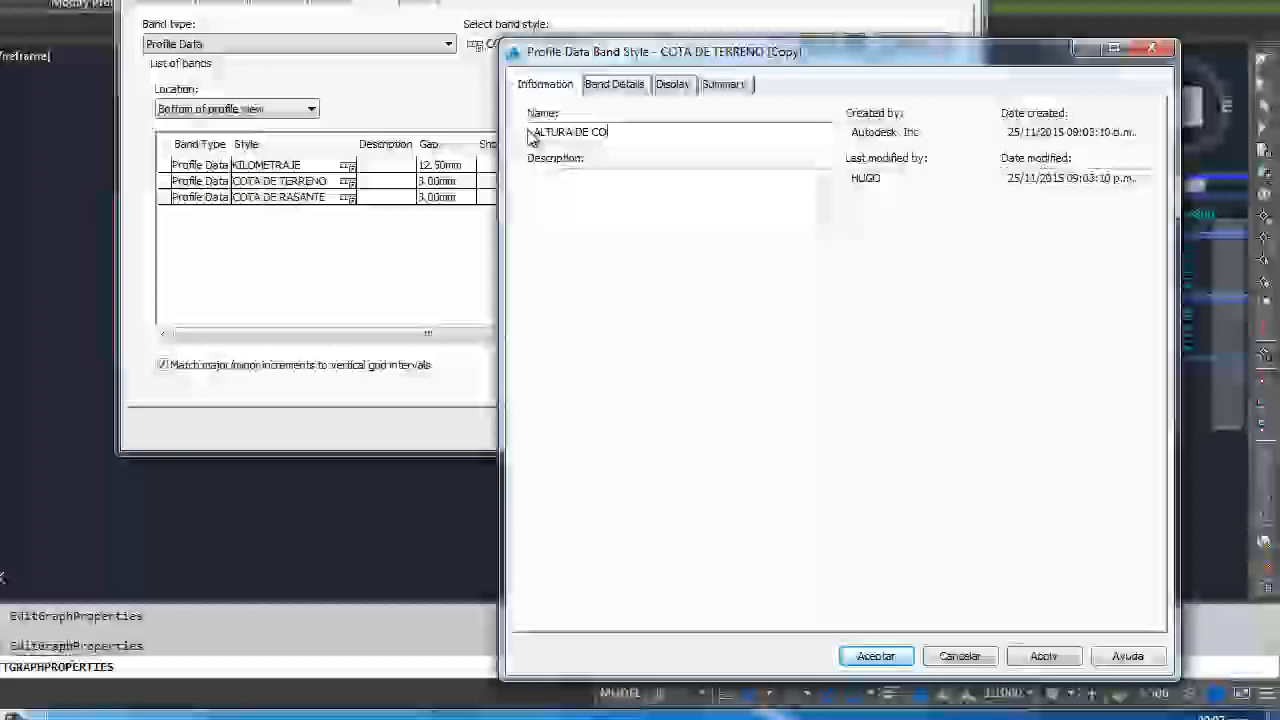 Band type:
Select band style:
Profile Data
List of bands
Location:
Bottom of profile view
Band Type Style Description Gap
Profile Data KILOMETRAJE 12.50mm
Profile Data COTA DE TERRENO 3.00mm
Profile Data COTA DE RASANTE 3.00mm
Match major/minor increments to vertical grid intervals
Profile Data Band Style - COTA DE TERRENO [Copy]
Information Band Details Display Summary
Name:
ALTURA DE CO
Description:
Created by:
Autodesk, Inc
Date created:
25/11/2015 09:03:10 p.m.
Last modified by:
HUGO
Date modified:
25/11/2015 09:03:10 p.m.
Aceptar Cancelar Apply Ayuda
EditGraphProperties
EditGraphProperties
TGRAPHPROPERTIES
MODEL
E